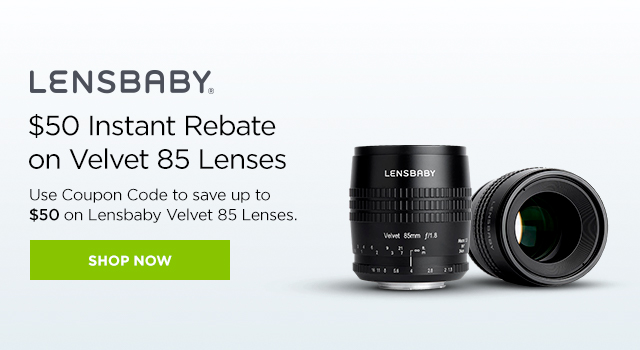 LENSBABY®
$50 Instant Rebate
on Velvet 85 Lenses
Use Coupon Code to save up to
$50 on Lensbaby Velvet 85 Lenses.
SHOP NOW
LENSBABY
Velvet 85mm f/1.8